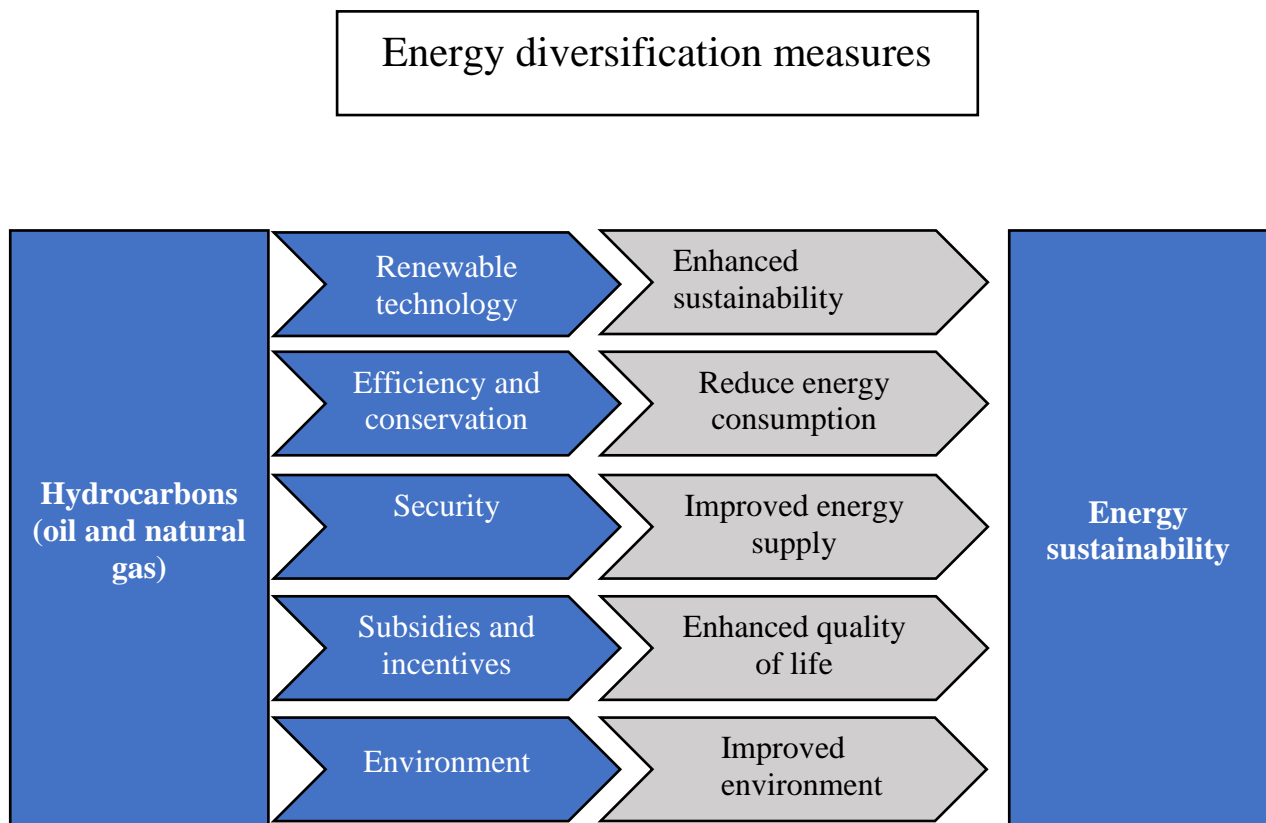 Energy diversification measures
Hydrocarbons
(oil and natural
gas)
Renewable
technology
Enhanced
sustainability
Efficiency and
conservation
Reduce energy
consumption
Security
Improved energy
supply
Subsidies and
incentives
Enhanced quality
of life
Environment
Improved
environment
Energy
sustainability